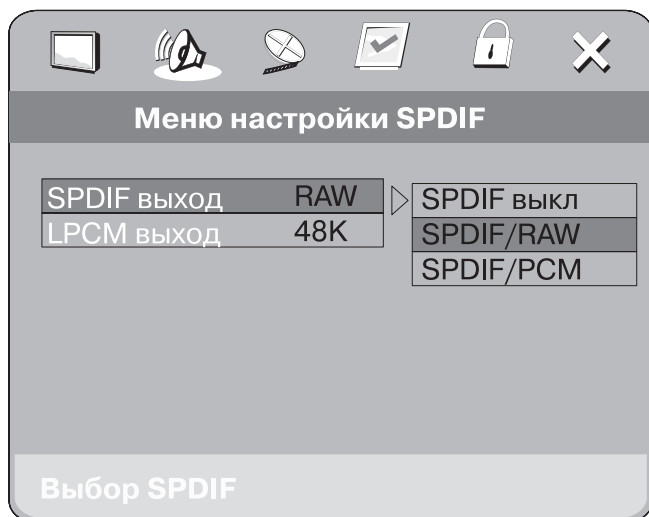 Меню настройки SPDIF
SPDIF выход RAW SPDIF выкл
LPCM выход 48K SPDIF/RAW
SPDIF/PCM
Выбор SPDIF